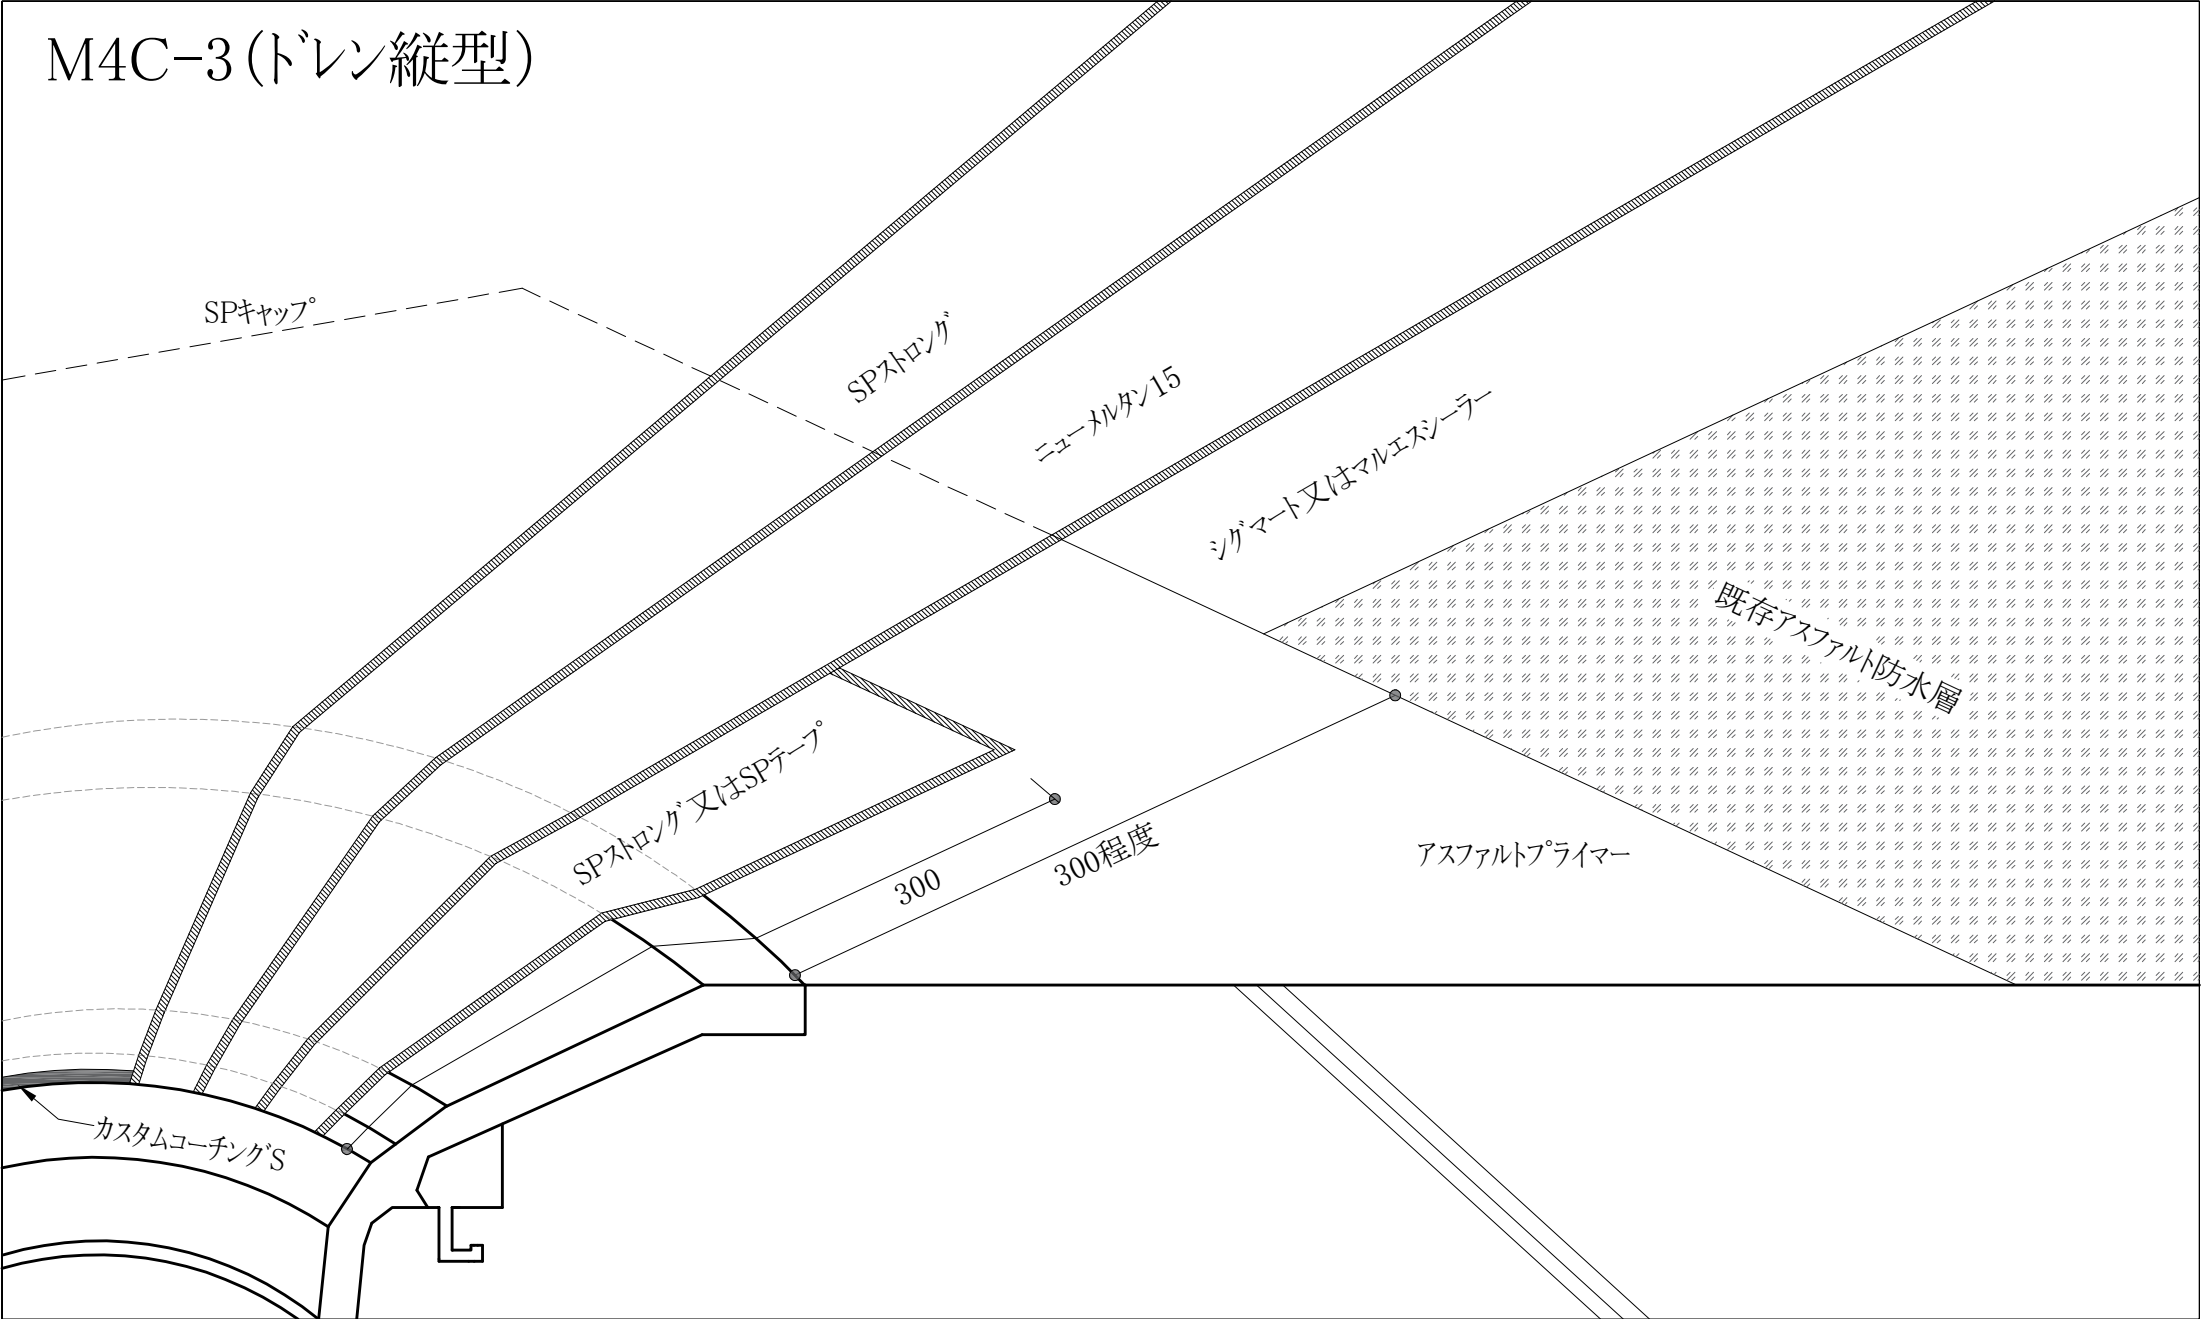 M4C-3(ドレン縦型)
SPキャップ
SPストロング
ニューメルタン15
シグマート又はマルエスシーラー
既存アスファルト防水層
SPストロング又はSPテープ
300
300程度
アスファルトプライマー
カスタムコーチングS